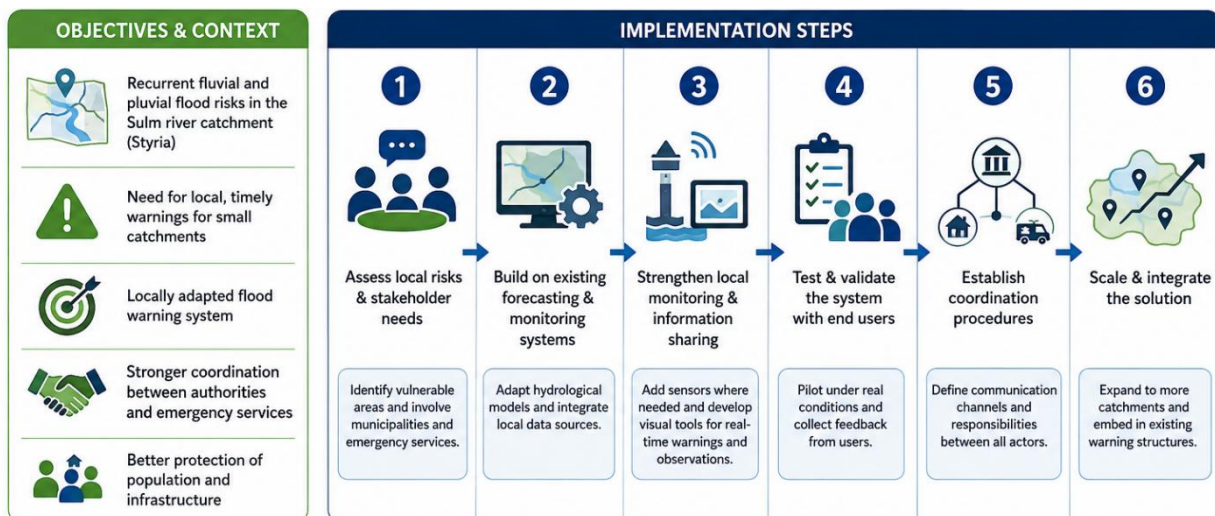 OBJECTIVES & CONTEXT
Recurrent fluvial and
pluvial flood risks in the
Sulm river catchment
(Styria)
Need for local, timely
warnings for small
catchments
Locally adapted flood
warning system
Stronger coordination
between authorities
and emergency services
Better protection of
population and
infrastructure
IMPLEMENTATION STEPS
1
Assess local risks
& stakeholder
needs
Identify vulnerable
areas and involve
municipalities and
emergency services.
2
Build on existing
forecasting &
monitoring
systems
Adapt hydrological
models and integrate
local data sources.
3
Strengthen local
monitoring &
information
sharing
Add sensors where
needed and develop
visual tools for real-
time warnings and
observations.
4
Test & validate
the system
with end users
Pilot under real
conditions and
collect feedback
from users.
5
Establish
coordination
procedures
Define communication
channels and
responsibilities
between all actors.
6
Scale & integrate
the solution
Expand to more
catchments and
embed in existing
warning structures.